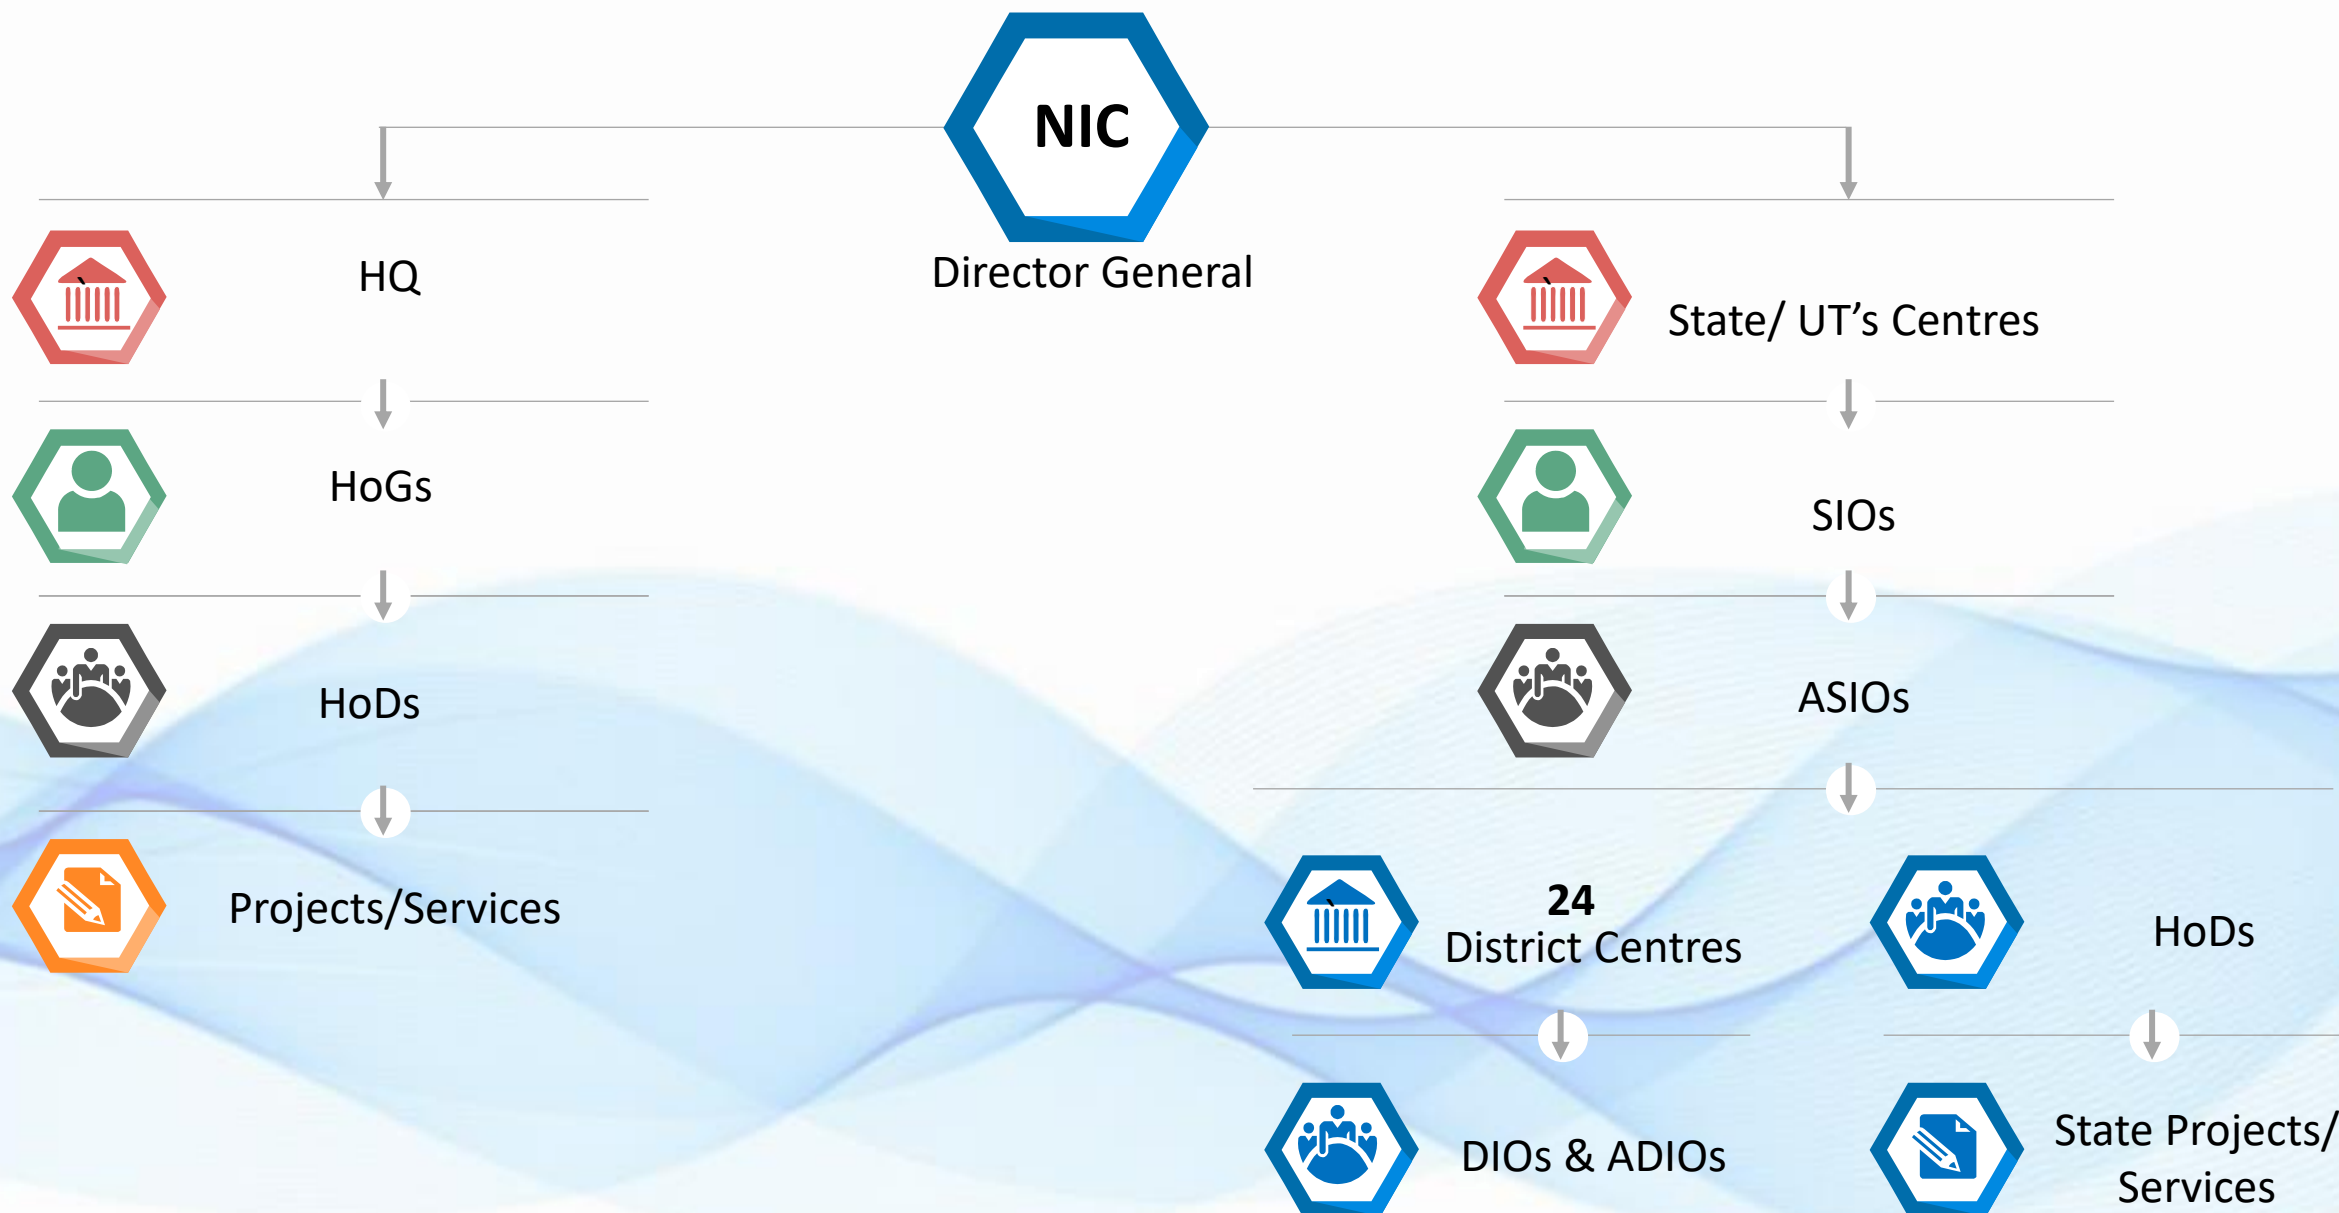 NIC
Director General
HQ
HoGs
HoDs
Projects/Services
State/ UT’s Centres
SIOs
ASIOs
24
District Centres
DIOs & ADIOs
HoDs
State Projects/
Services